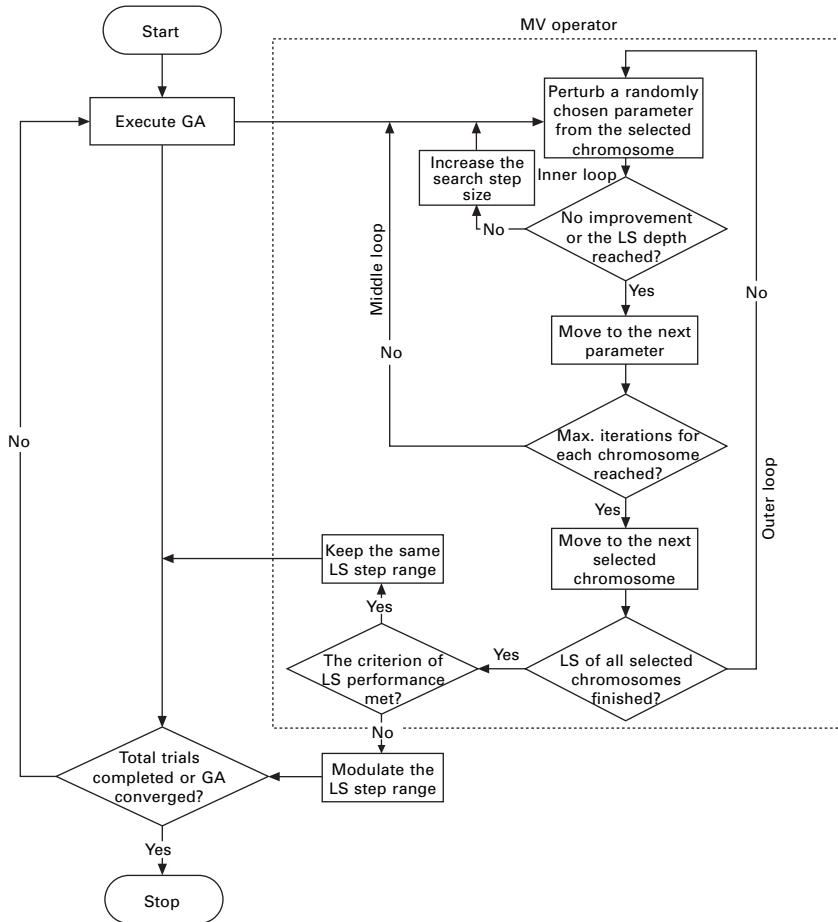 MV operator
Start
Execute GA
Perturb a randomly
chosen parameter
from the selected
chromosome
Increase the
search step
size
Inner loop
No
No improvement
or the LS depth
reached?
Middle loop
No
Yes
No
Move to the next
parameter
No
Max. iterations for
each chromosome
reached?
Outer loop
Yes
Keep the same
LS step range
Move to the next
selected
chromosome
Yes
The criterion of
LS performance
met?
Yes
LS of all selected
chromosomes
finished?
No
Total trials
completed or GA
converged?
Modulate the
LS step range
Yes
Stop